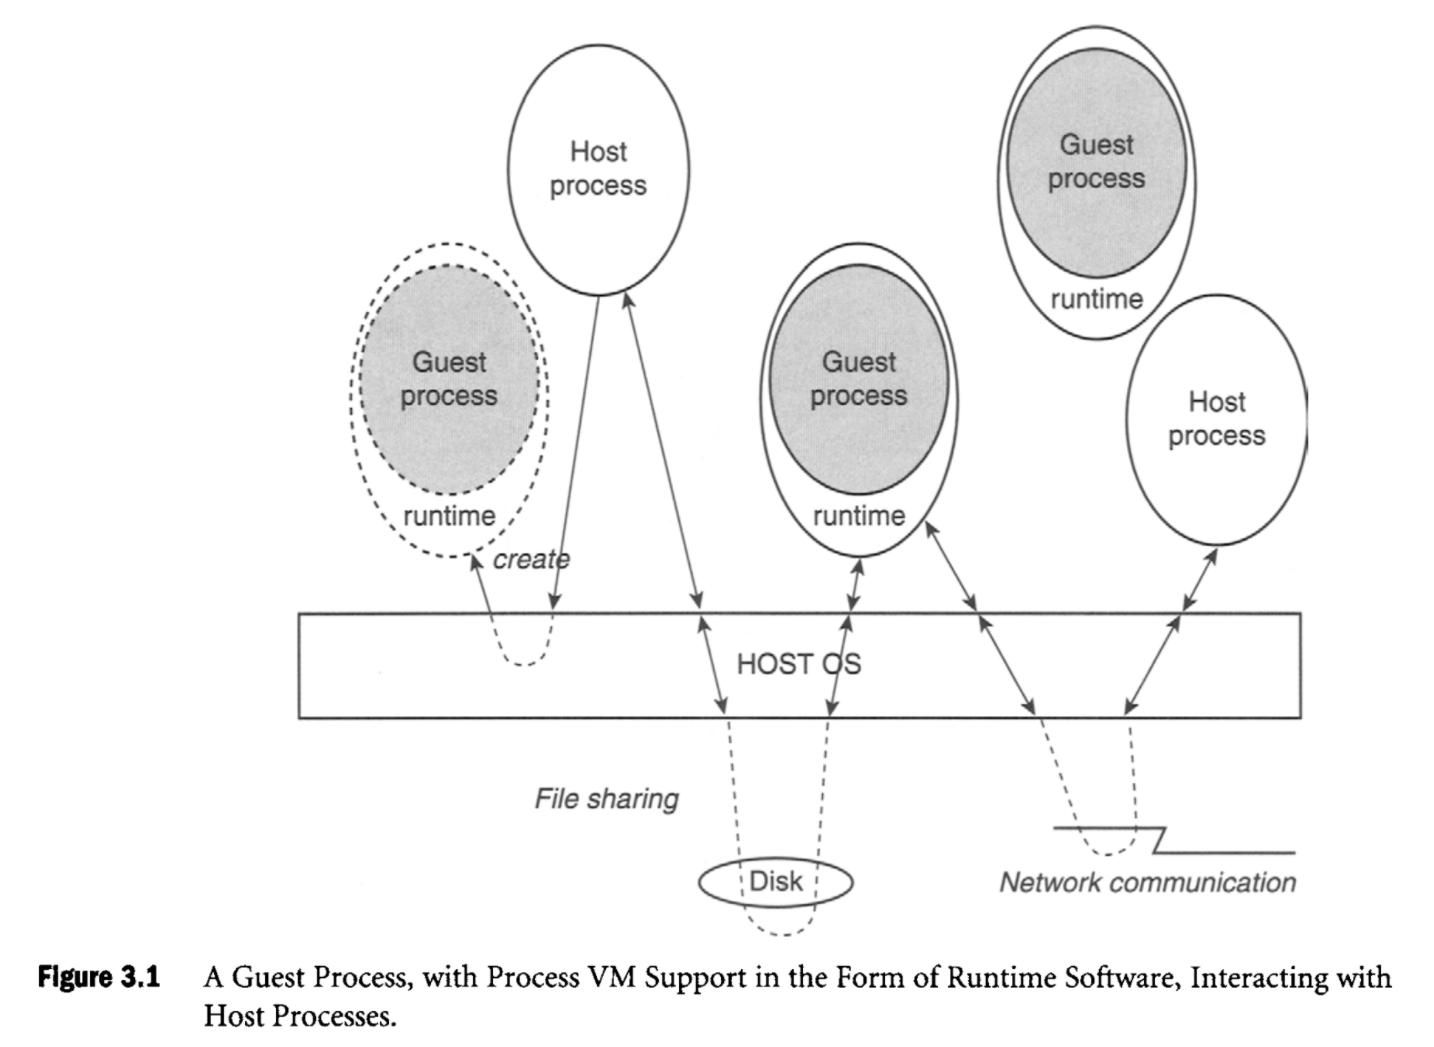 Host
process
Guest
process
runtime
Guest
process
runtime
Guest
process
runtime
Host
process
create
HOST OS
File sharing
Disk
Network communication
Figure 3.1 A Guest Process, with Process VM Support in the Form of Runtime Software, Interacting with
Host Processes.